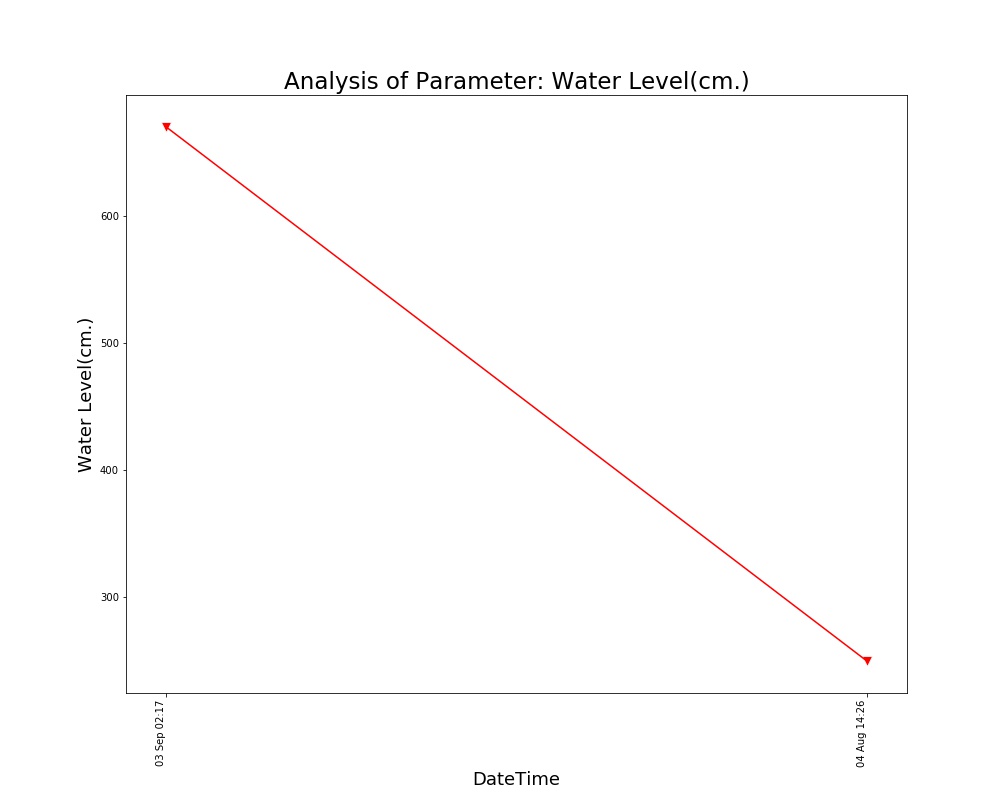 Analysis of Parameter: Water Level(cm.)
Water Level(cm.)
600
500
400
300
03 Sep 02:17
04 Aug 14:26
DateTime